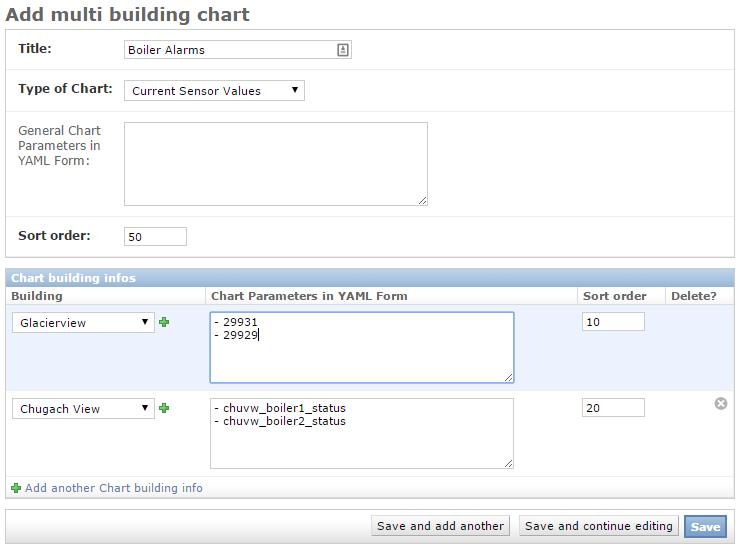 Add multi building chart
Title: Boiler Alarms
Type of Chart: Current Sensor Values
General Chart
Parameters in
YAML Form:
Sort order: 50
Chart building infos
Building Chart Parameters in YAML Form Sort order Delete?
Glacierview - 29931 10
- 29929
Chugach View - chuvw_boiler1_status 20
- chuvw_boiler2_status
Add another Chart building info
Save and add another Save and continue editing Save